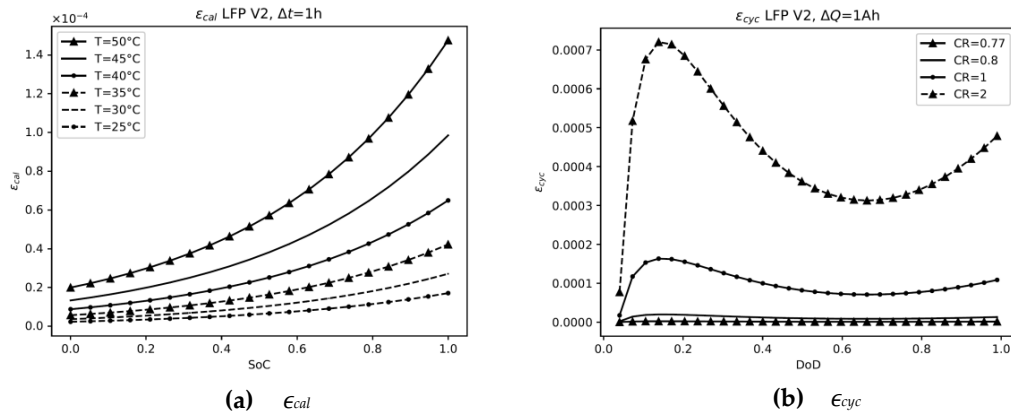 ε_cal LFP V2, Δt=1h
×10⁻⁴
1.4
1.2
1.0
0.8
0.6
0.4
0.2
0.0
ε_cal
T=50°C
T=45°C
T=40°C
T=35°C
T=30°C
T=25°C
0.0 0.2 0.4 0.6 0.8 1.0
SoC
(a) ϵcal
ε_cyc LFP V2, ΔQ=1Ah
0.0007
0.0006
0.0005
0.0004
0.0003
0.0002
0.0001
0.0000
ε_cyc
CR=0.77
CR=0.8
CR=1
CR=2
0.0 0.2 0.4 0.6 0.8 1.0
DoD
(b) ϵcyc